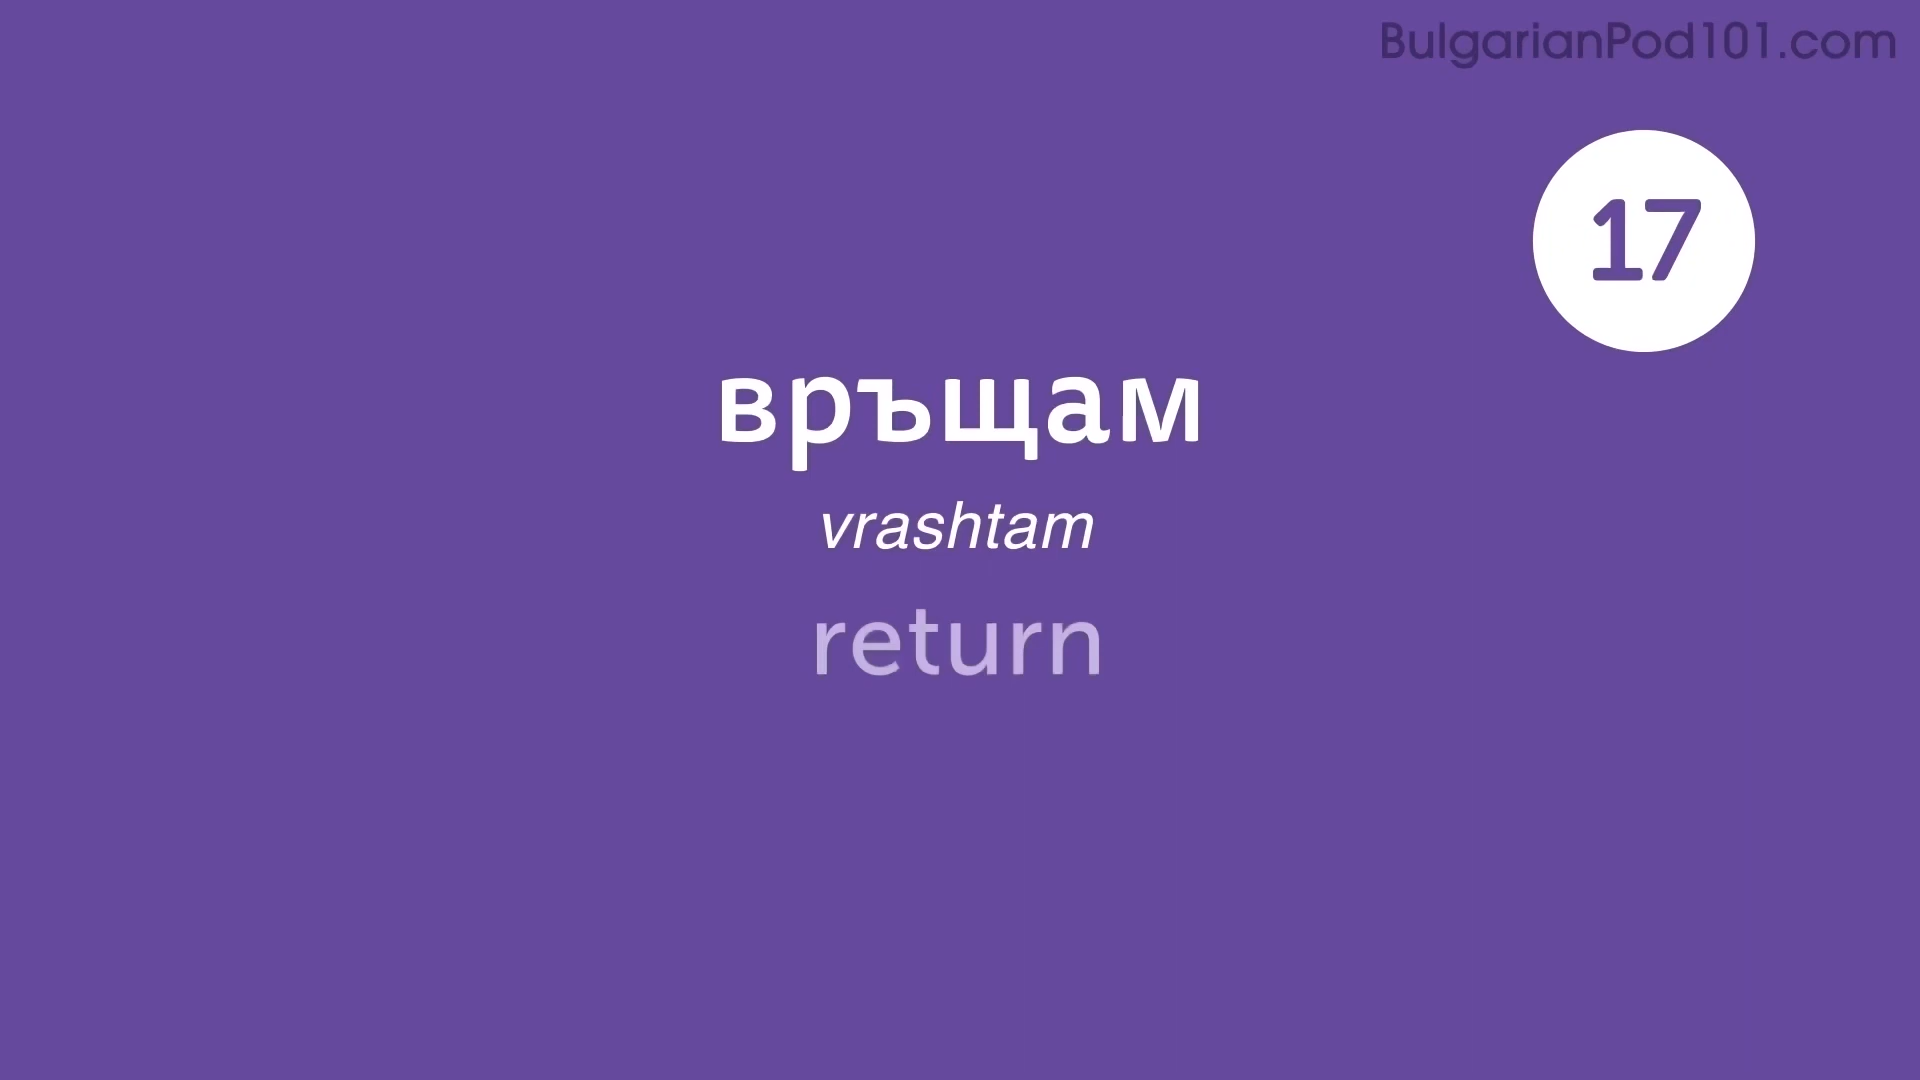 BulgarianPod101.com
17
връщам
vrashtam
return